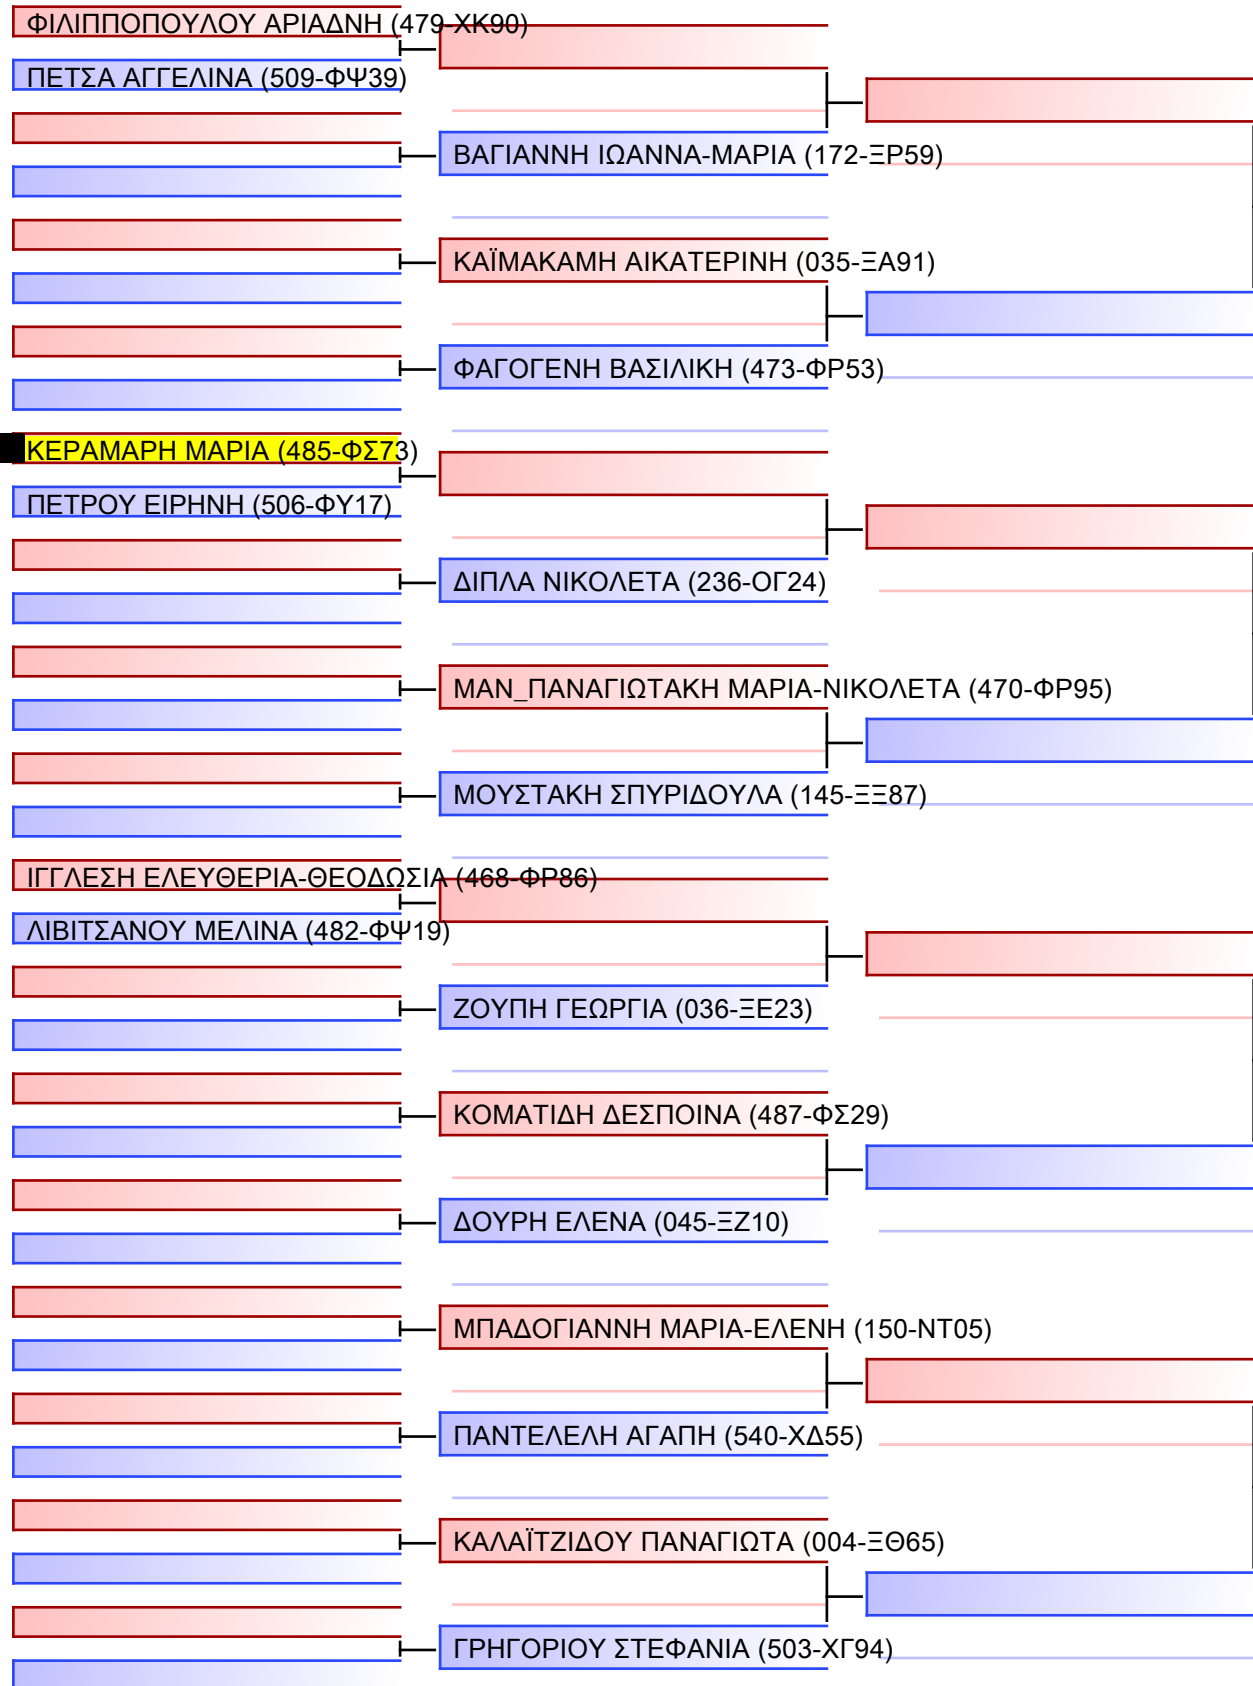 ΦΙΛΙΠΠΟΠΟΥΛΟΥ ΑΡΙΑΔΝΗ (479-ΧΚ90)
ΠΕΤΣΑ ΑΓΓΕΛΙΝΑ (509-ΦΨ39)
ΒΑΓΙΑΝΝΗ ΙΩΑΝΝΑ-ΜΑΡΙΑ (172-ΞΡ59)
ΚΑΪΜΑΚΑΜΗ ΑΙΚΑΤΕΡΙΝΗ (035-ΞΑ91)
ΦΑΓΟΓΕΝΗ ΒΑΣΙΛΙΚΗ (473-ΦΡ53)
ΚΕΡΑΜΑΡΗ ΜΑΡΙΑ (485-ΦΣ73)
ΠΕΤΡΟΥ ΕΙΡΗΝΗ (506-ΦΥ17)
ΔΙΠΛΑ ΝΙΚΟΛΕΤΑ (236-ΟΓ24)
ΜΑΝ_ΠΑΝΑΓΙΩΤΑΚΗ ΜΑΡΙΑ-ΝΙΚΟΛΕΤΑ (470-ΦΡ95)
ΜΟΥΣΤΑΚΗ ΣΠΥΡΙΔΟΥΛΑ (145-ΞΞ87)
ΙΓΓΛΕΣΗ ΕΛΕΥΘΕΡΙΑ-ΘΕΟΔΩΣΙΑ (468-ΦΡ86)
ΛΙΒΙΤΣΑΝΟΥ ΜΕΛΙΝΑ (482-ΦΨ19)
ΖΟΥΠΗ ΓΕΩΡΓΙΑ (036-ΞΕ23)
ΚΟΜΑΤΙΔΗ ΔΕΣΠΟΙΝΑ (487-ΦΣ29)
ΔΟΥΡΗ ΕΛΕΝΑ (045-ΞΖ10)
ΜΠΑΔΟΓΙΑΝΝΗ ΜΑΡΙΑ-ΕΛΕΝΗ (150-ΝΤ05)
ΠΑΝΤΕΛΕΛΗ ΑΓΑΠΗ (540-ΧΔ55)
ΚΑΛΑΪΤΖΙΔΟΥ ΠΑΝΑΓΙΩΤΑ (004-ΞΘ65)
ΓΡΗΓΟΡΙΟΥ ΣΤΕΦΑΝΙΑ (503-ΧΓ94)